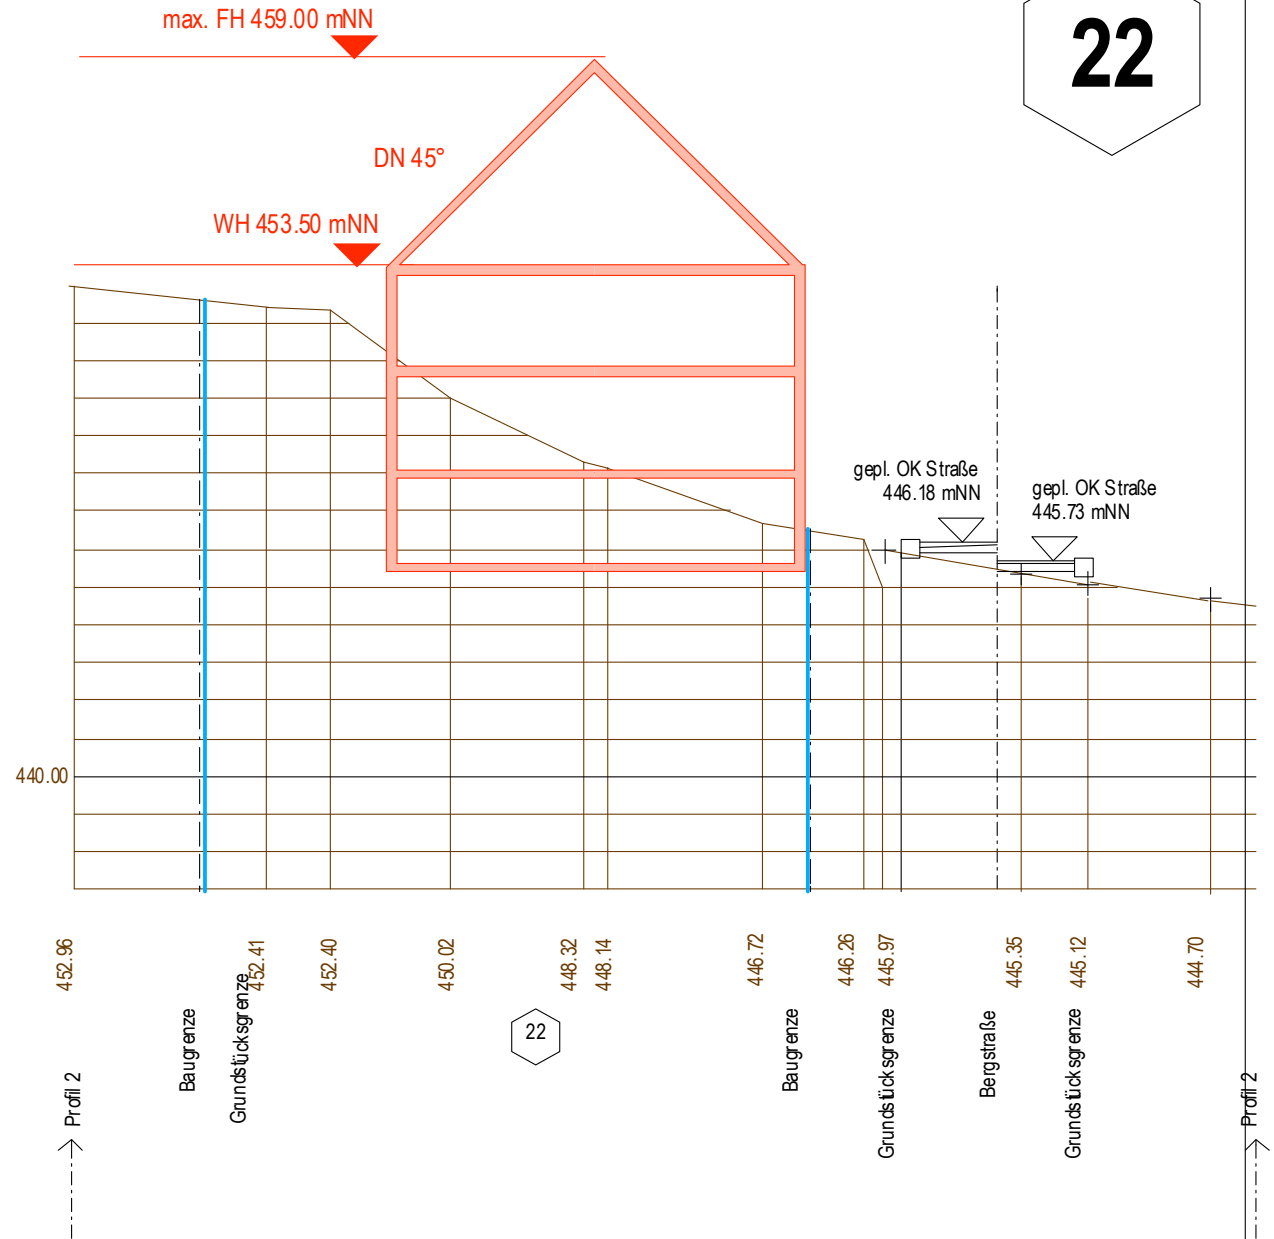 max. FH 459.00 mNN
22
DN 45°
WH 453.50 mNN
gepl. OK Straße
446.18 mNN
gepl. OK Straße
445.73 mNN
440.00
452.96
452.41
452.40
450.02
448.32
448.14
446.72
446.26
445.97
445.35
445.12
444.70
Baugrenze
Grundstücksgrenze
22
Baugrenze
Grundstücksgrenze
Bergstraße
Grundstücksgrenze
Profil 2
Profil 2